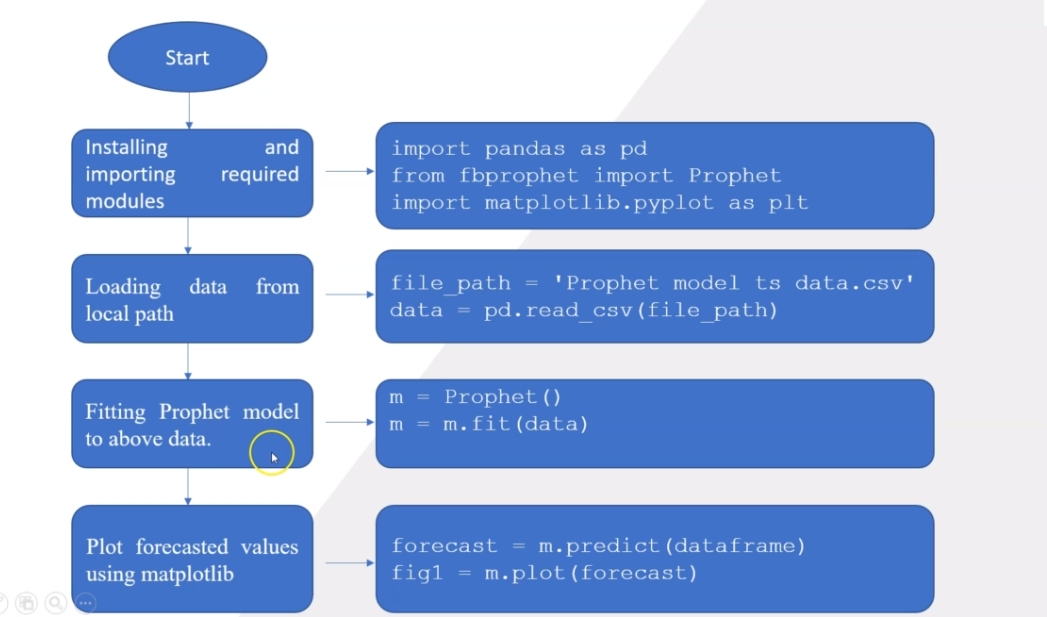 Start
Installing and
importing required
modules
import pandas as pd
from fbprophet import Prophet
import matplotlib.pyplot as plt
Loading data from
local path
file_path = 'Prophet model ts data.csv'
data = pd.read_csv(file_path)
Fitting Prophet model
to above data.
m = Prophet()
m = m.fit(data)
Plot forecasted values
using matplotlib
forecast = m.predict(dataframe)
fig1 = m.plot(forecast)